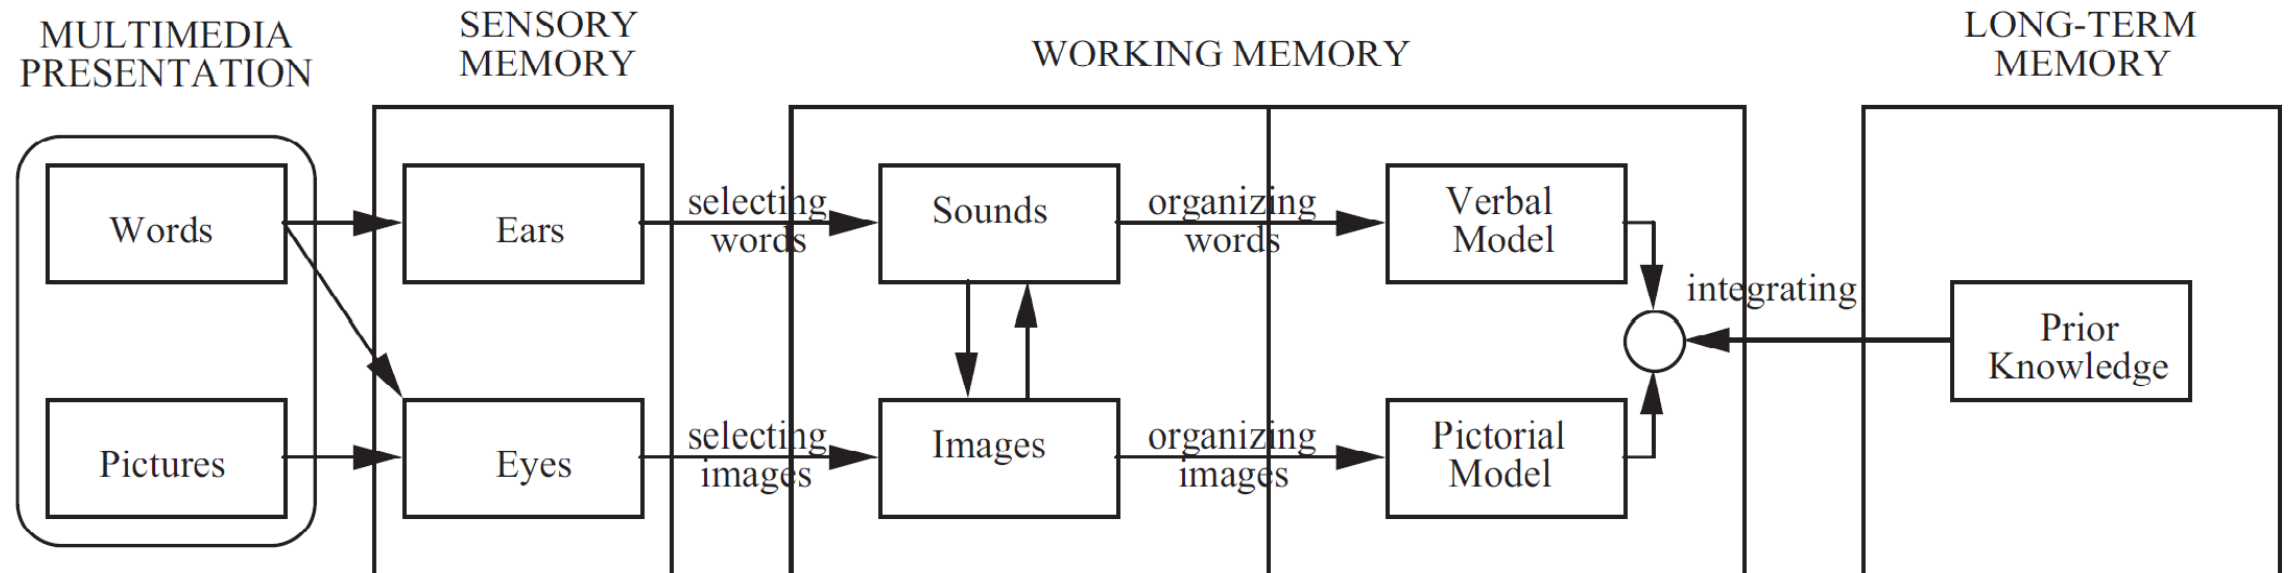 MULTIMEDIA
PRESENTATION
SENSORY
MEMORY
WORKING MEMORY
LONG-TERM
MEMORY
Words
Ears
selecting
words
Sounds
organizing
words
Verbal
Model
integrating
Prior
Knowledge
Pictures
Eyes
selecting
images
Images
organizing
images
Pictorial
Model